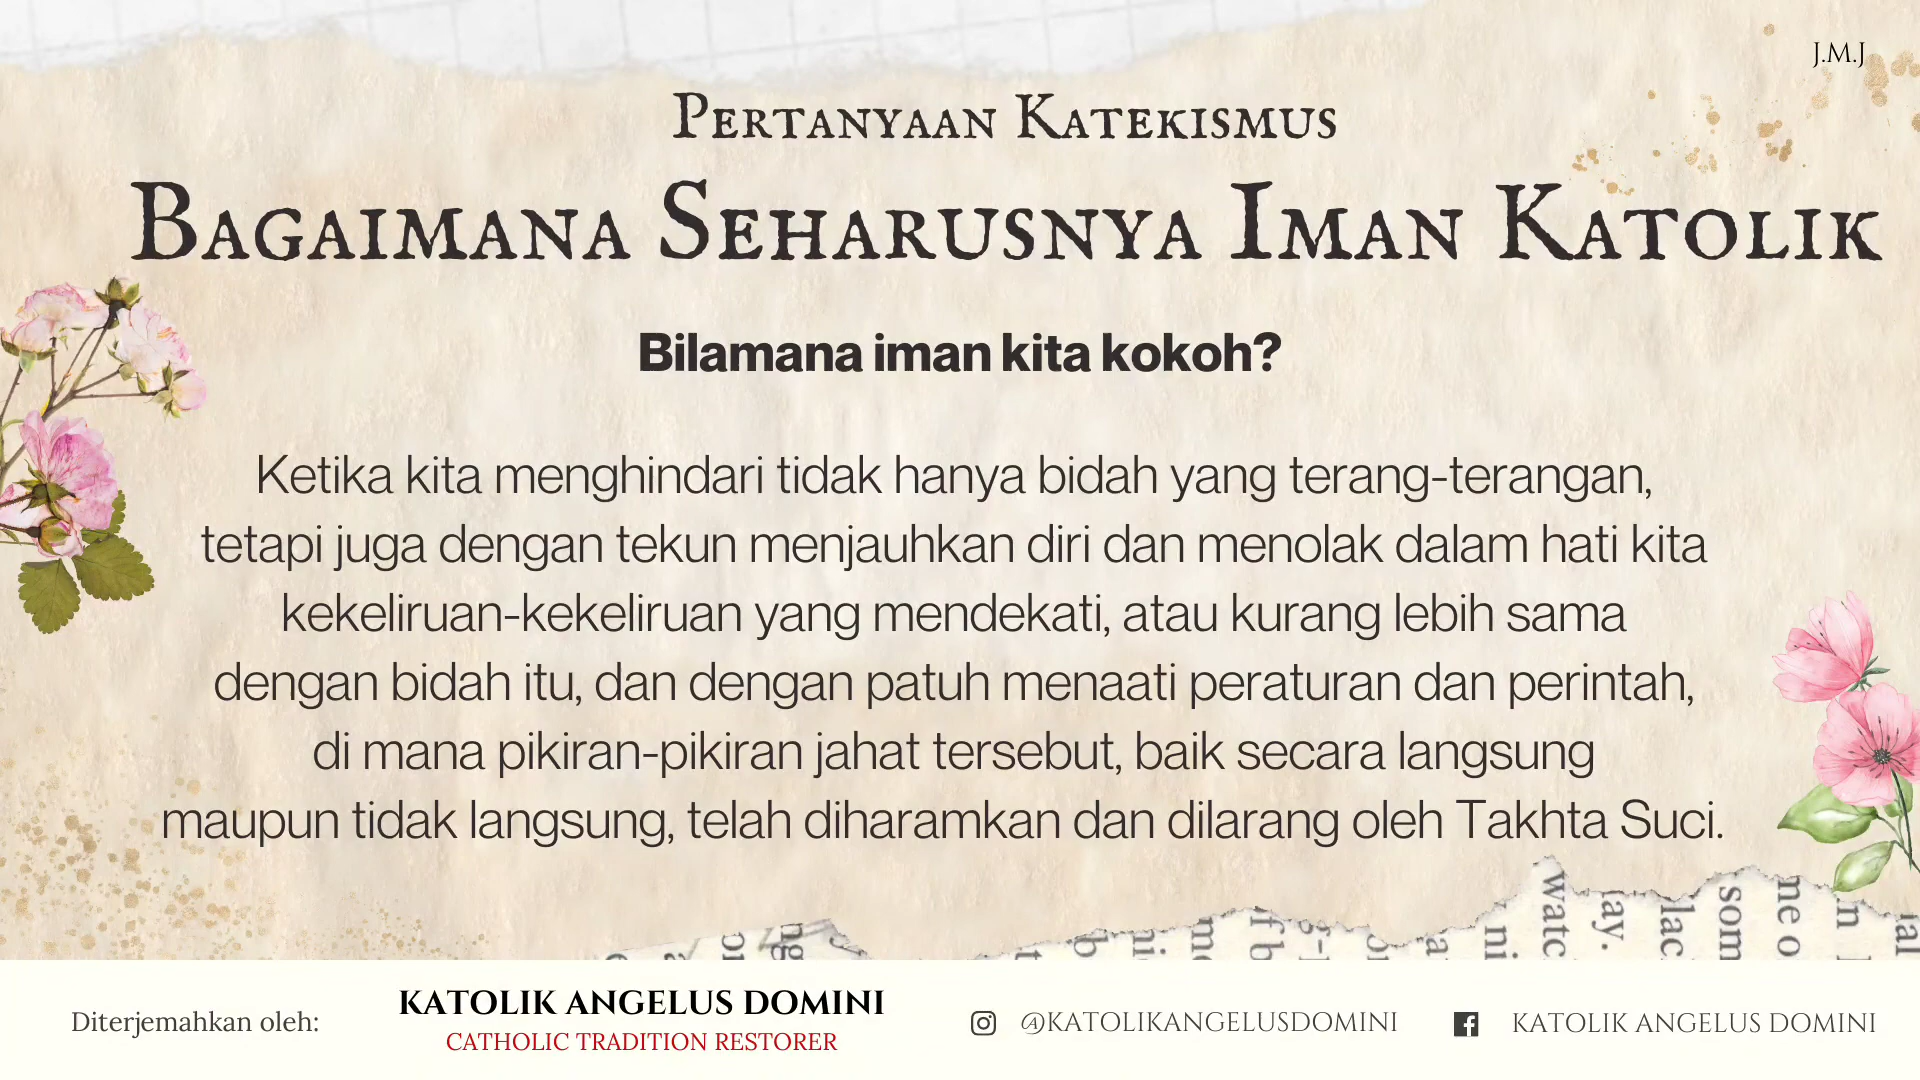 J.M.J
Pertanyaan Katekismus
Bagaimana Seharusnya Iman Katolik
Bilamana iman kita kokoh?
Ketika kita menghindari tidak hanya bidah yang terang-terangan,
tetapi juga dengan tekun menjauhkan diri dan menolak dalam hati kita
kekeliruan-kekeliruan yang mendekati, atau kurang lebih sama
dengan bidah itu, dan dengan patuh menaati peraturan dan perintah,
di mana pikiran-pikiran jahat tersebut, baik secara langsung
maupun tidak langsung, telah diharamkan dan dilarang oleh Takhta Suci.
Diterjemahkan oleh:
KATOLIK ANGELUS DOMINI
CATHOLIC TRADITION RESTORER
@KATOLIKANGELUSDOMINI
KATOLIK ANGELUS DOMINI